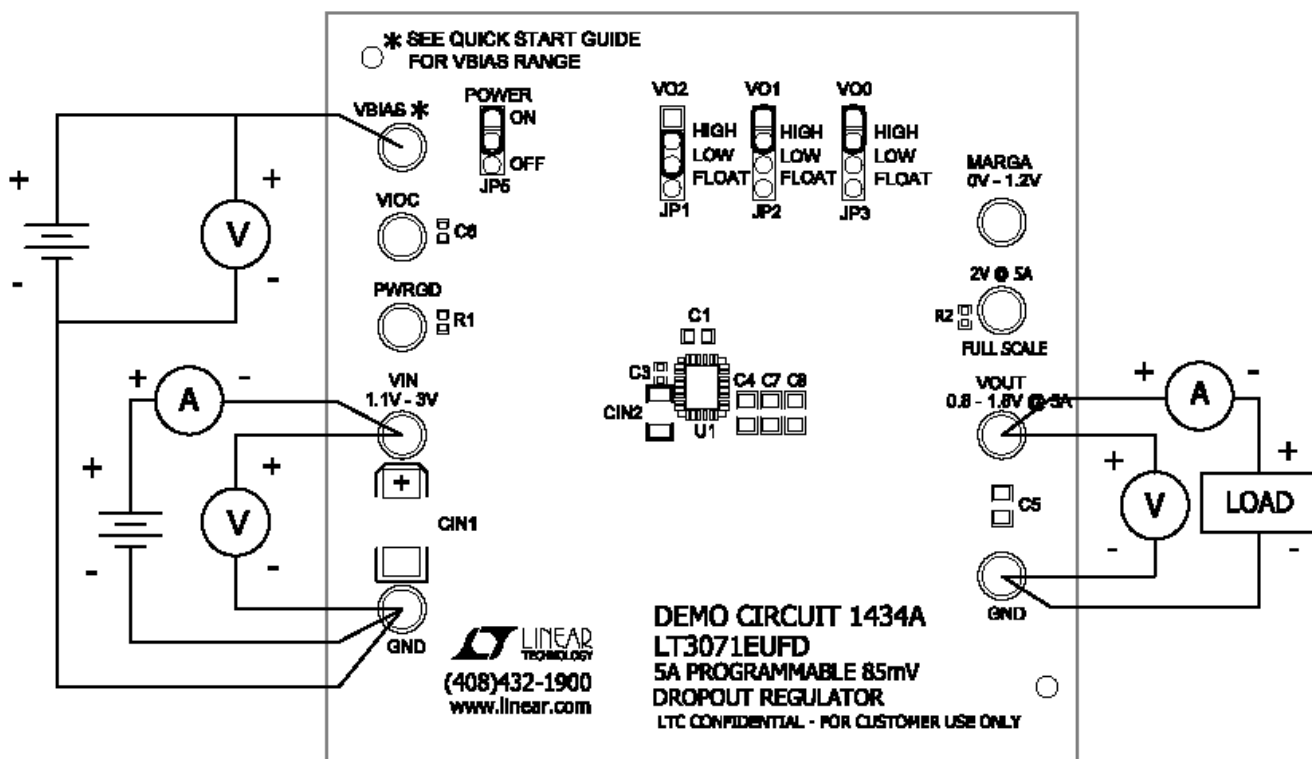 * SEE QUICK START GUIDE
FOR VBIAS RANGE
VBIAS *
POWER
ON
OFF
JP5
VO2
HIGH
LOW
FLOAT
JP1
VO1
HIGH
LOW
FLOAT
JP2
VO0
HIGH
LOW
FLOAT
JP3
MARGA
0V - 1.2V
+
-
V
+
-
VIOC
C6
PWRGD
R1
2V @ 5A
R2
FULL SCALE
C1
C3
CIN2
U1
C4 C7 C8
VIN
1.1V - 3V
+
A
-
+
-
V
+
-
+
CIN1
GND
VOUT
0.8 - 1.8V @ 5A
+
A
-
+
V
-
+
LOAD
-
C5
GND
LT LINEAR
TECHNOLOGY
(408)432-1900
www.linear.com
DEMO CIRCUIT 1434A
LT3071EUFD
5A PROGRAMMABLE 85mV
DROPOUT REGULATOR
LTC CONFIDENTIAL - FOR CUSTOMER USE ONLY